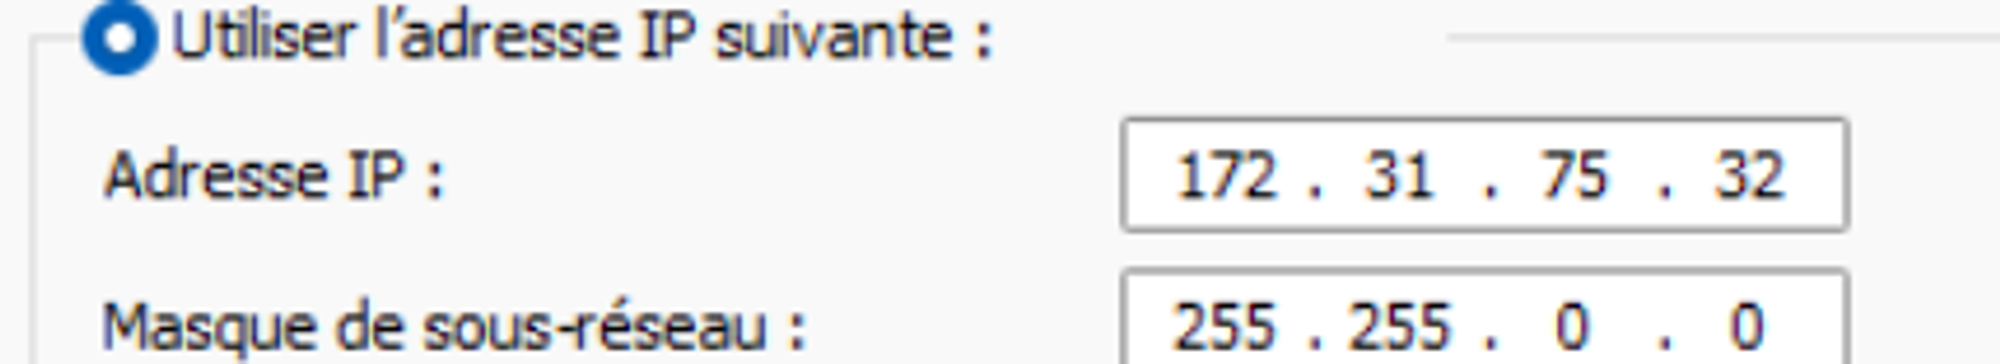 Utiliser l'adresse IP suivante :
Adresse IP : 172 . 31 . 75 . 32
Masque de sous-réseau : 255 . 255 . 0 . 0